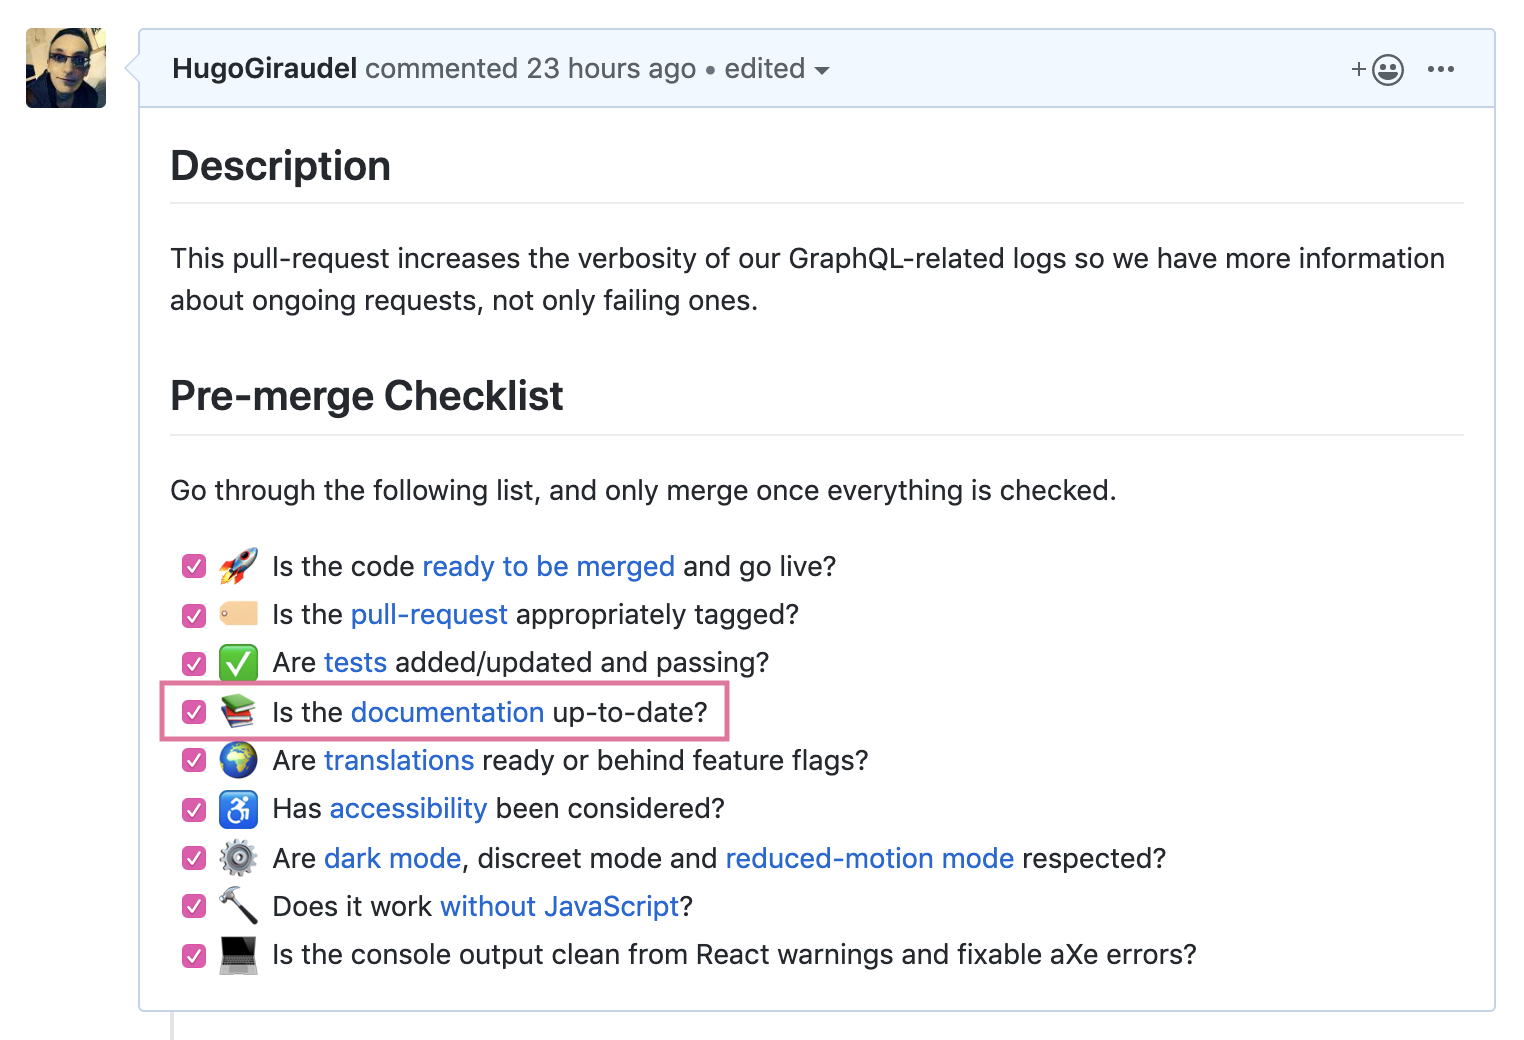 HugoGiraudel commented 23 hours ago • edited
Description
This pull-request increases the verbosity of our GraphQL-related logs so we have more information
about ongoing requests, not only failing ones.
Pre-merge Checklist
Go through the following list, and only merge once everything is checked.
Is the code ready to be merged and go live?
Is the pull-request appropriately tagged?
Are tests added/updated and passing?
Is the documentation up-to-date?
Are translations ready or behind feature flags?
Has accessibility been considered?
Are dark mode, discreet mode and reduced-motion mode respected?
Does it work without JavaScript?
Is the console output clean from React warnings and fixable aXe errors?